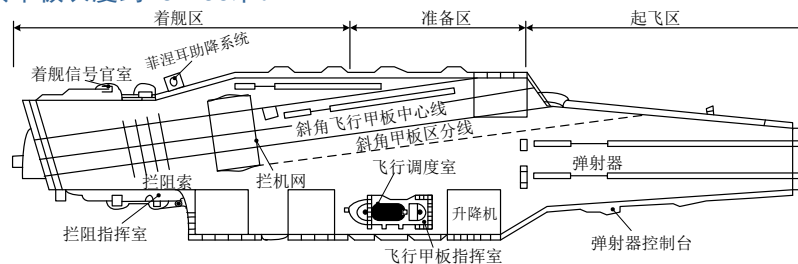 着舰区
准备区
起飞区
菲涅耳助降系统
着舰信号官室
斜角飞行甲板中心线
斜角甲板区分线
弹射器
飞行调度室
拦阻索
拦机网
升降机
拦阻指挥室
弹射器控制台
飞行甲板指挥室